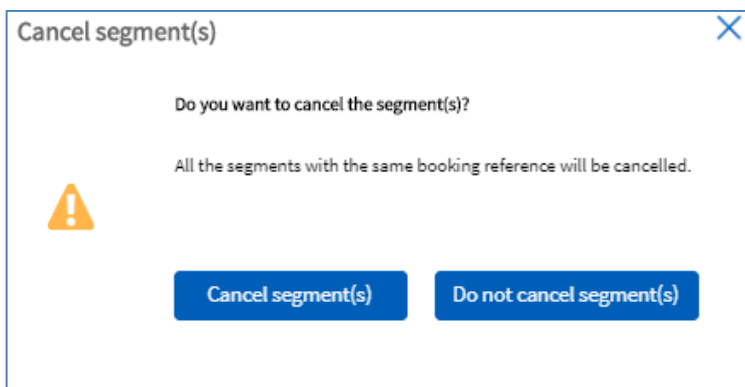 Cancel segment(s)
Do you want to cancel the segment(s)?
All the segments with the same booking reference will be cancelled.
Cancel segment(s)
Do not cancel segment(s)